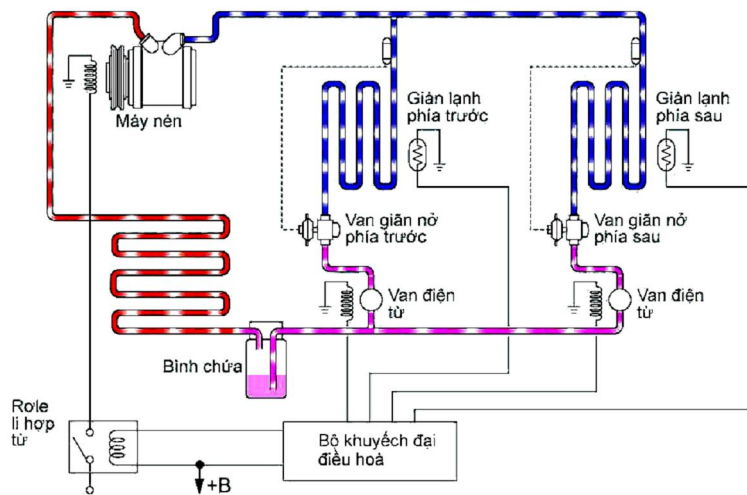 Máy nén
Giàn lạnh
phía trước
Giàn lạnh
phía sau
Van giãn nở
phía trước
Van giãn nở
phía sau
Van điện
từ
Van điện
từ
Bình chứa
Rơle
li hợp
từ
Bộ khuyếch đại
điều hoà
+B